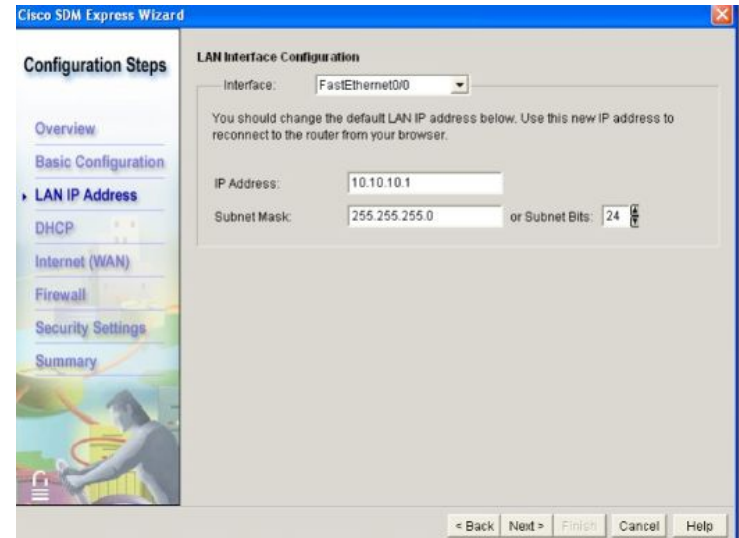 Cisco SDM Express Wizard
Configuration Steps
Overview
Basic Configuration
LAN IP Address
DHCP
Internet (WAN)
Firewall
Security Settings
Summary
LAN Interface Configuration
Interface: FastEthernet0/0
You should change the default LAN IP address below. Use this new IP address to
reconnect to the router from your browser.
IP Address: 10.10.10.1
Subnet Mask: 255.255.255.0 or Subnet Bits: 24
< Back Next > Finish Cancel Help